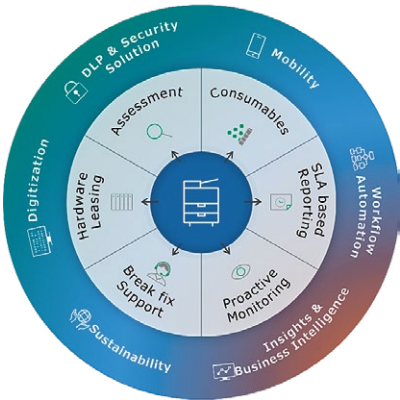 DLP & Security
Solution
Mobility
Workflow
Automation
Insights &
Business Intelligence
Sustainability
Digitization
Assessment
Consumables
SLA based
Reporting
Proactive
Monitoring
Break fix
Support
Hardware
Leasing